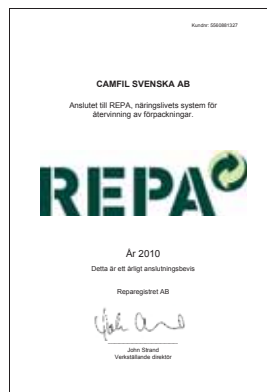 Kundnr: 5560881327
CAMFIL SVENSKA AB
Anslutet till REPA, näringslivets system för
återvinning av förpackningar.
REPA
År 2010
Detta är ett årligt anslutningsbevis
Reparegistret AB
John Strand
Verkställande direktör